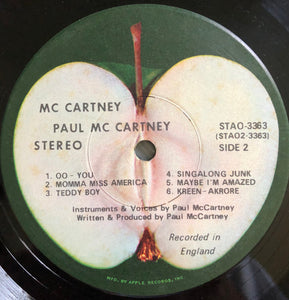 MC CARTNEY
PAUL MC CARTNEY
STEREO
STAO-3363
(STAO2-3363)
SIDE 2
1. OO - YOU
2. MOMMA MISS AMERICA
3. TEDDY BOY
4. SINGALONG JUNK
5. MAYBE I'M AMAZED
6. KREEN - AKRORE
Instruments & Voices by Paul McCartney
Written & Produced by Paul McCartney
Recorded in
England
MFG. BY APPLE RECORDS, INC.